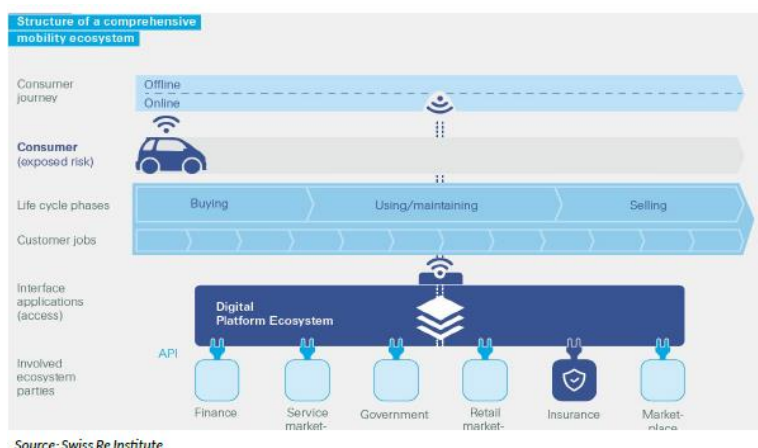 Structure of a comprehensive
mobility ecosystem
Consumer
journey
Offline
Online
Consumer
(exposed risk)
Life cycle phases
Buying
Using/maintaining
Selling
Customer jobs
Interface
applications
(access)
Digital
Platform Ecosystem
API
Involved
ecosystem
parties
Finance
Service
market-
Government
Retail
market-
Insurance
Market-
place
Source: Swiss Re Institute